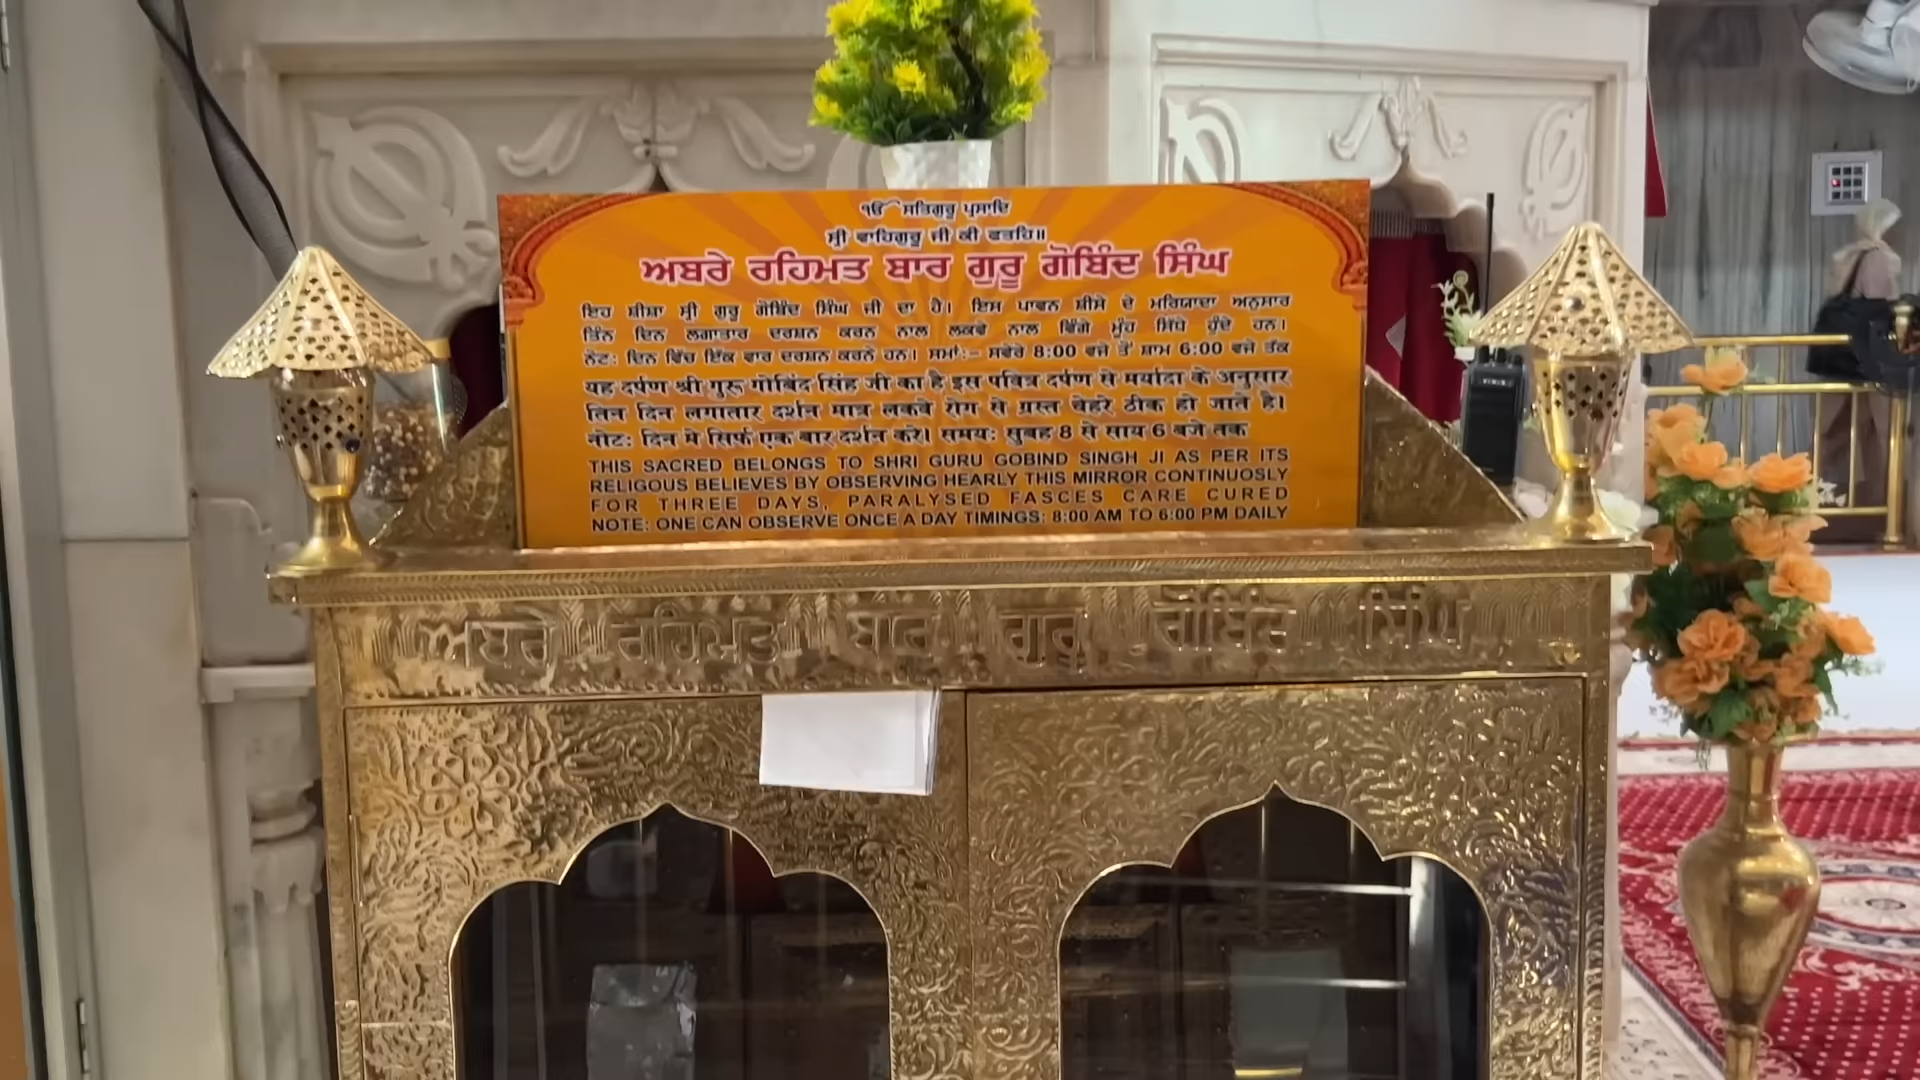 ੴ ਸਤਿਗੁਰੂ ਪ੍ਰਸਾਦਿ
ਸ੍ਰੀ ਵਾਹਿਗੁਰੂ ਜੀ ਕੀ ਫਤਹਿ॥
ਅਬਰੇ ਰਹਿਮਤ ਬਾਰ ਗੁਰੂ ਗੋਬਿੰਦ ਸਿੰਘ
ਇਹ ਸ਼ੀਸ਼ਾ ਸ੍ਰੀ ਗੁਰੂ ਗੋਬਿੰਦ ਸਿੰਘ ਜੀ ਦਾ ਹੈ। ਇਸ ਪਾਵਨ ਸ਼ੀਸ਼ੇ ਦੇ ਮਰਿਯਾਦਾ ਅਨੁਸਾਰ
ਤਿੰਨ ਦਿਨ ਲਗਾਤਾਰ ਦਰਸ਼ਨ ਕਰਨ ਨਾਲ ਲਕਵੇ ਨਾਲ ਵਿੰਗੇ ਮੂੰਹ ਸਿੱਧੇ ਹੁੰਦੇ ਹਨ।
ਨੋਟ: ਦਿਨ ਵਿੱਚ ਇੱਕ ਵਾਰ ਦਰਸ਼ਨ ਕਰਨੇ ਹਨ। ਸਮਾਂ:- ਸਵੇਰੇ 8:00 ਵਜੇ ਤੋਂ ਸ਼ਾਮ 6:00 ਵਜੇ ਤੱਕ
यह दर्पण श्री गुरू गोबिंद सिंह जी का है इस पवित्र दर्पण से मर्यादा के अनुसार
तिन दिन लगातार दर्शन मात्र लकवे रोग से ग्रस्त चेहरे ठीक हो जाते है।
नोट: दिन मे सिर्फ एक बार दर्शन करे। समय: सुबह 8 से साय 6 बजे तक
THIS SACRED BELONGS TO SHRI GURU GOBIND SINGH JI AS PER ITS
RELIGOUS BELIEVES BY OBSERVING HEARLY THIS MIRROR CONTINUOSLY
FOR THREE DAYS, PARALYSED FASCES CARE CURED
NOTE: ONE CAN OBSERVE ONCE A DAY TIMINGS: 8:00 AM TO 6:00 PM DAILY
ਅਬਰੇ ਰਹਿਮਤ ਬਾਰ ਗੁਰੂ ਗੋਬਿੰਦ ਸਿੰਘ